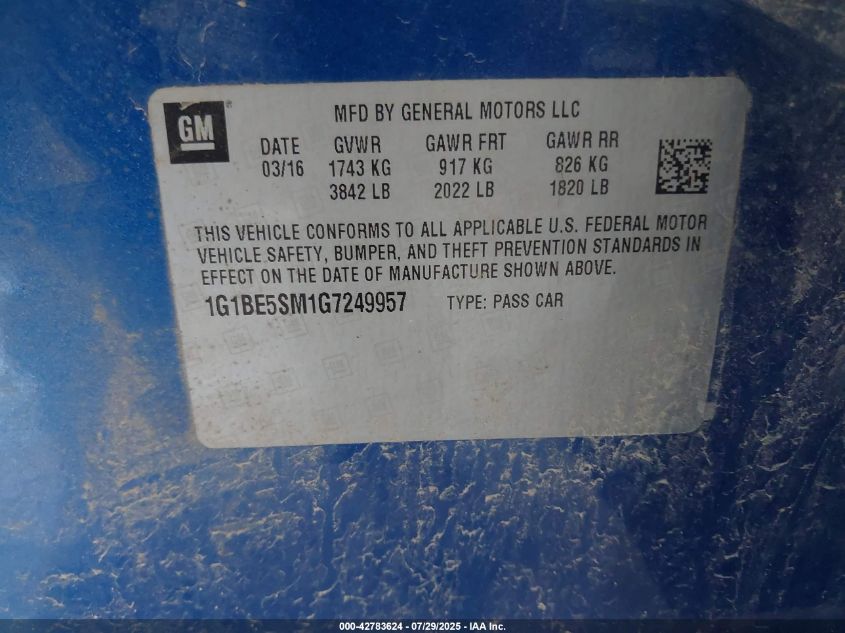 GM
MFD BY GENERAL MOTORS LLC
DATE GVWR GAWR FRT GAWR RR
03/16 1743 KG 917 KG 826 KG
3842 LB 2022 LB 1820 LB
THIS VEHICLE CONFORMS TO ALL APPLICABLE U.S. FEDERAL MOTOR
VEHICLE SAFETY, BUMPER, AND THEFT PREVENTION STANDARDS IN
EFFECT ON THE DATE OF MANUFACTURE SHOWN ABOVE.
1G1BE5SM1G7249957 TYPE: PASS CAR
000-42783624 / 07/29/2025 - IAA Inc.